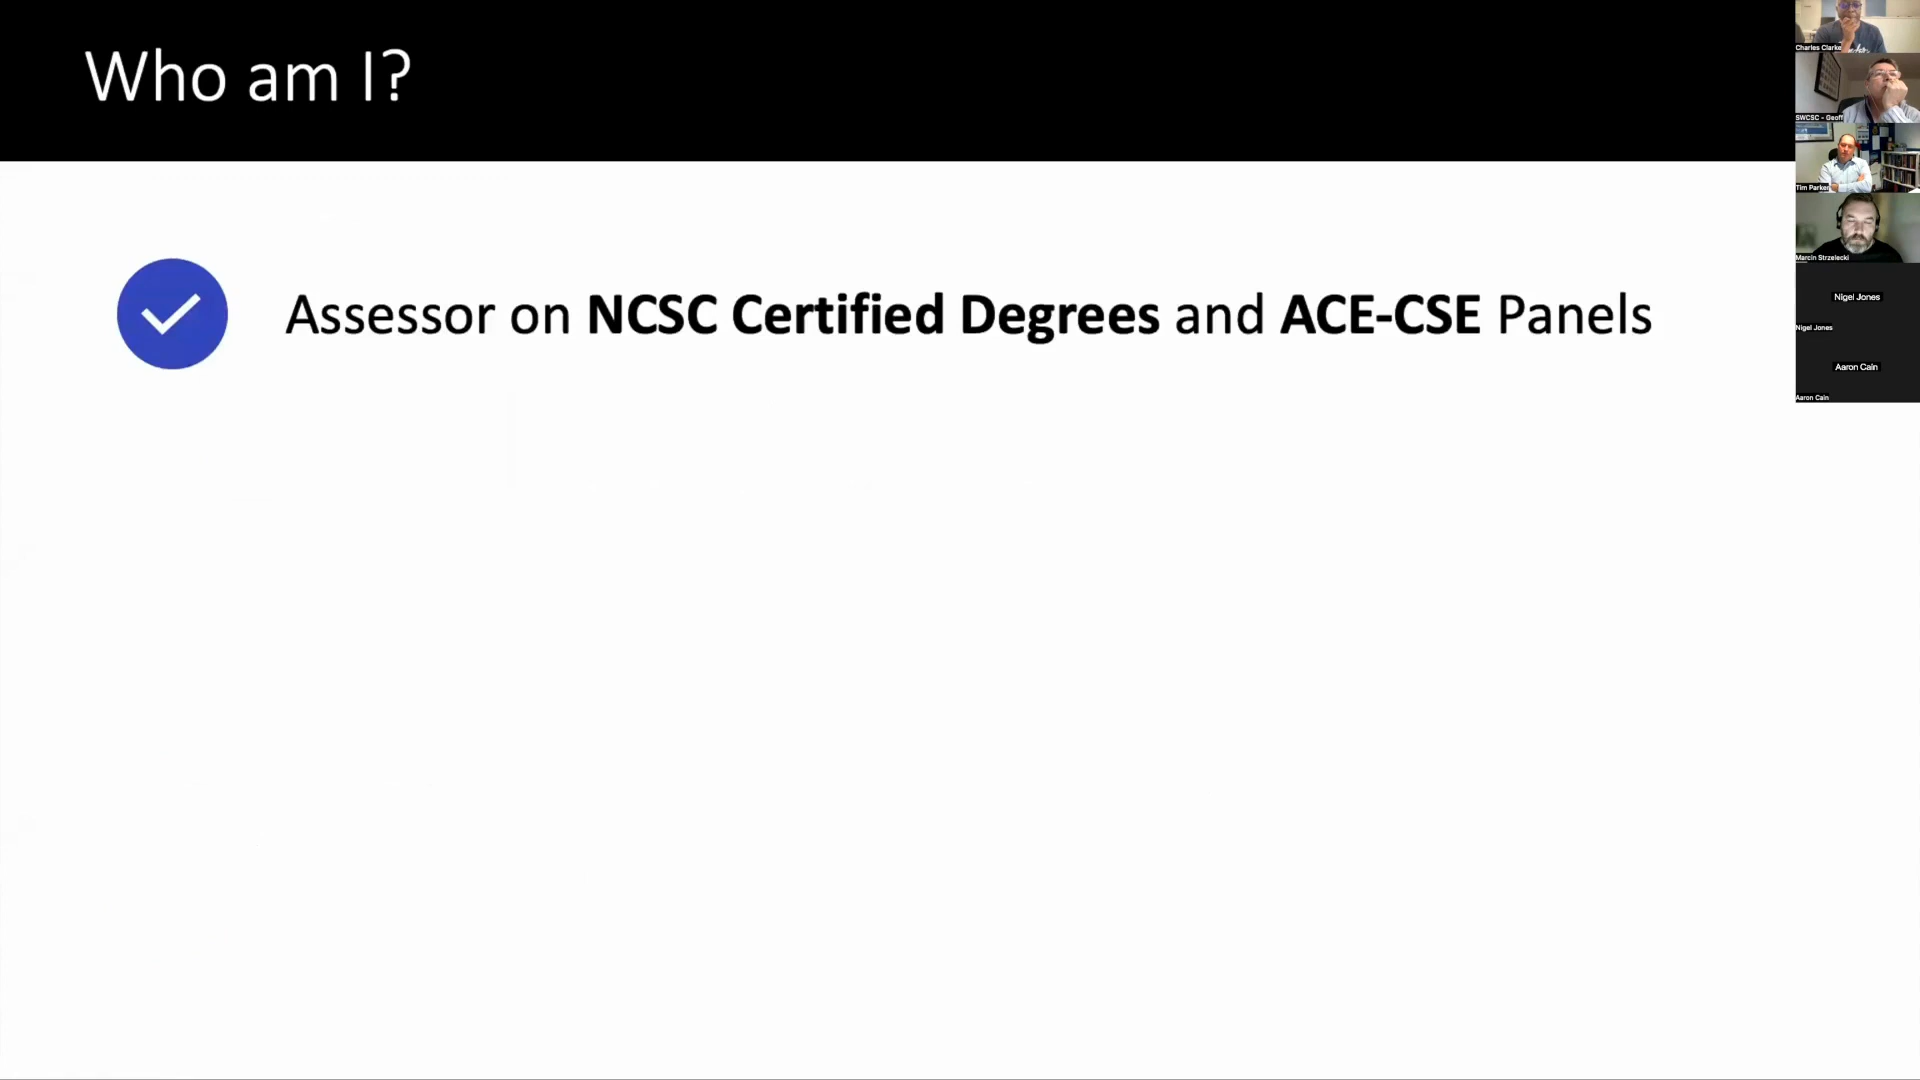 Who am I?
Assessor on NCSC Certified Degrees and ACE-CSE Panels
Charles Clarke
SWCSC - Geoff
Tim Parker
Marcin Strzelecki
Nigel Jones
Nigel Jones
Aaron Cain
Aaron Cain